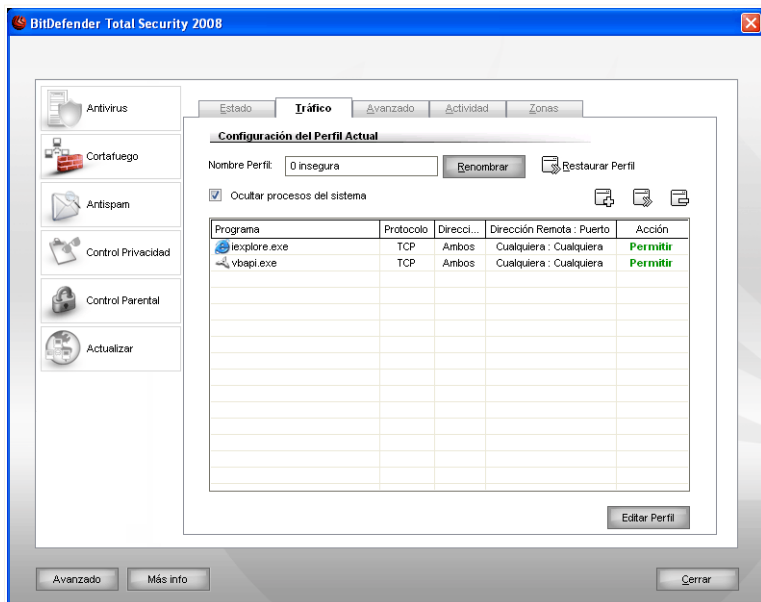 BitDefender Total Security 2008
Antivirus
Cortafuego
Antispam
Control Privacidad
Control Parental
Actualizar
Estado Tráfico Avanzado Actividad Zonas
Configuración del Perfil Actual
Nombre Perfil: 0 insegura Renombrar Restaurar Perfil
Ocultar procesos del sistema
Programa Protocolo Direcci... Dirección Remota : Puerto Acción
iexplore.exe TCP Ambos Cualquiera : Cualquiera Permitir
vbapi.exe TCP Ambos Cualquiera : Cualquiera Permitir
Editar Perfil
Avanzado Más info Cerrar